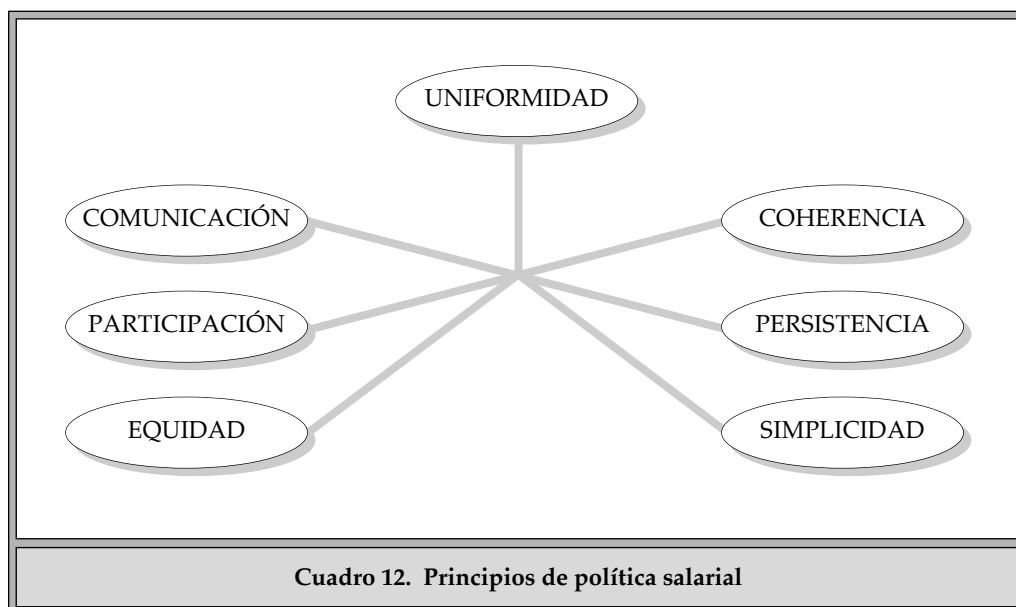 UNIFORMIDAD
COMUNICACIÓN
COHERENCIA
PARTICIPACIÓN
PERSISTENCIA
EQUIDAD
SIMPLICIDAD
Cuadro 12. Principios de política salarial